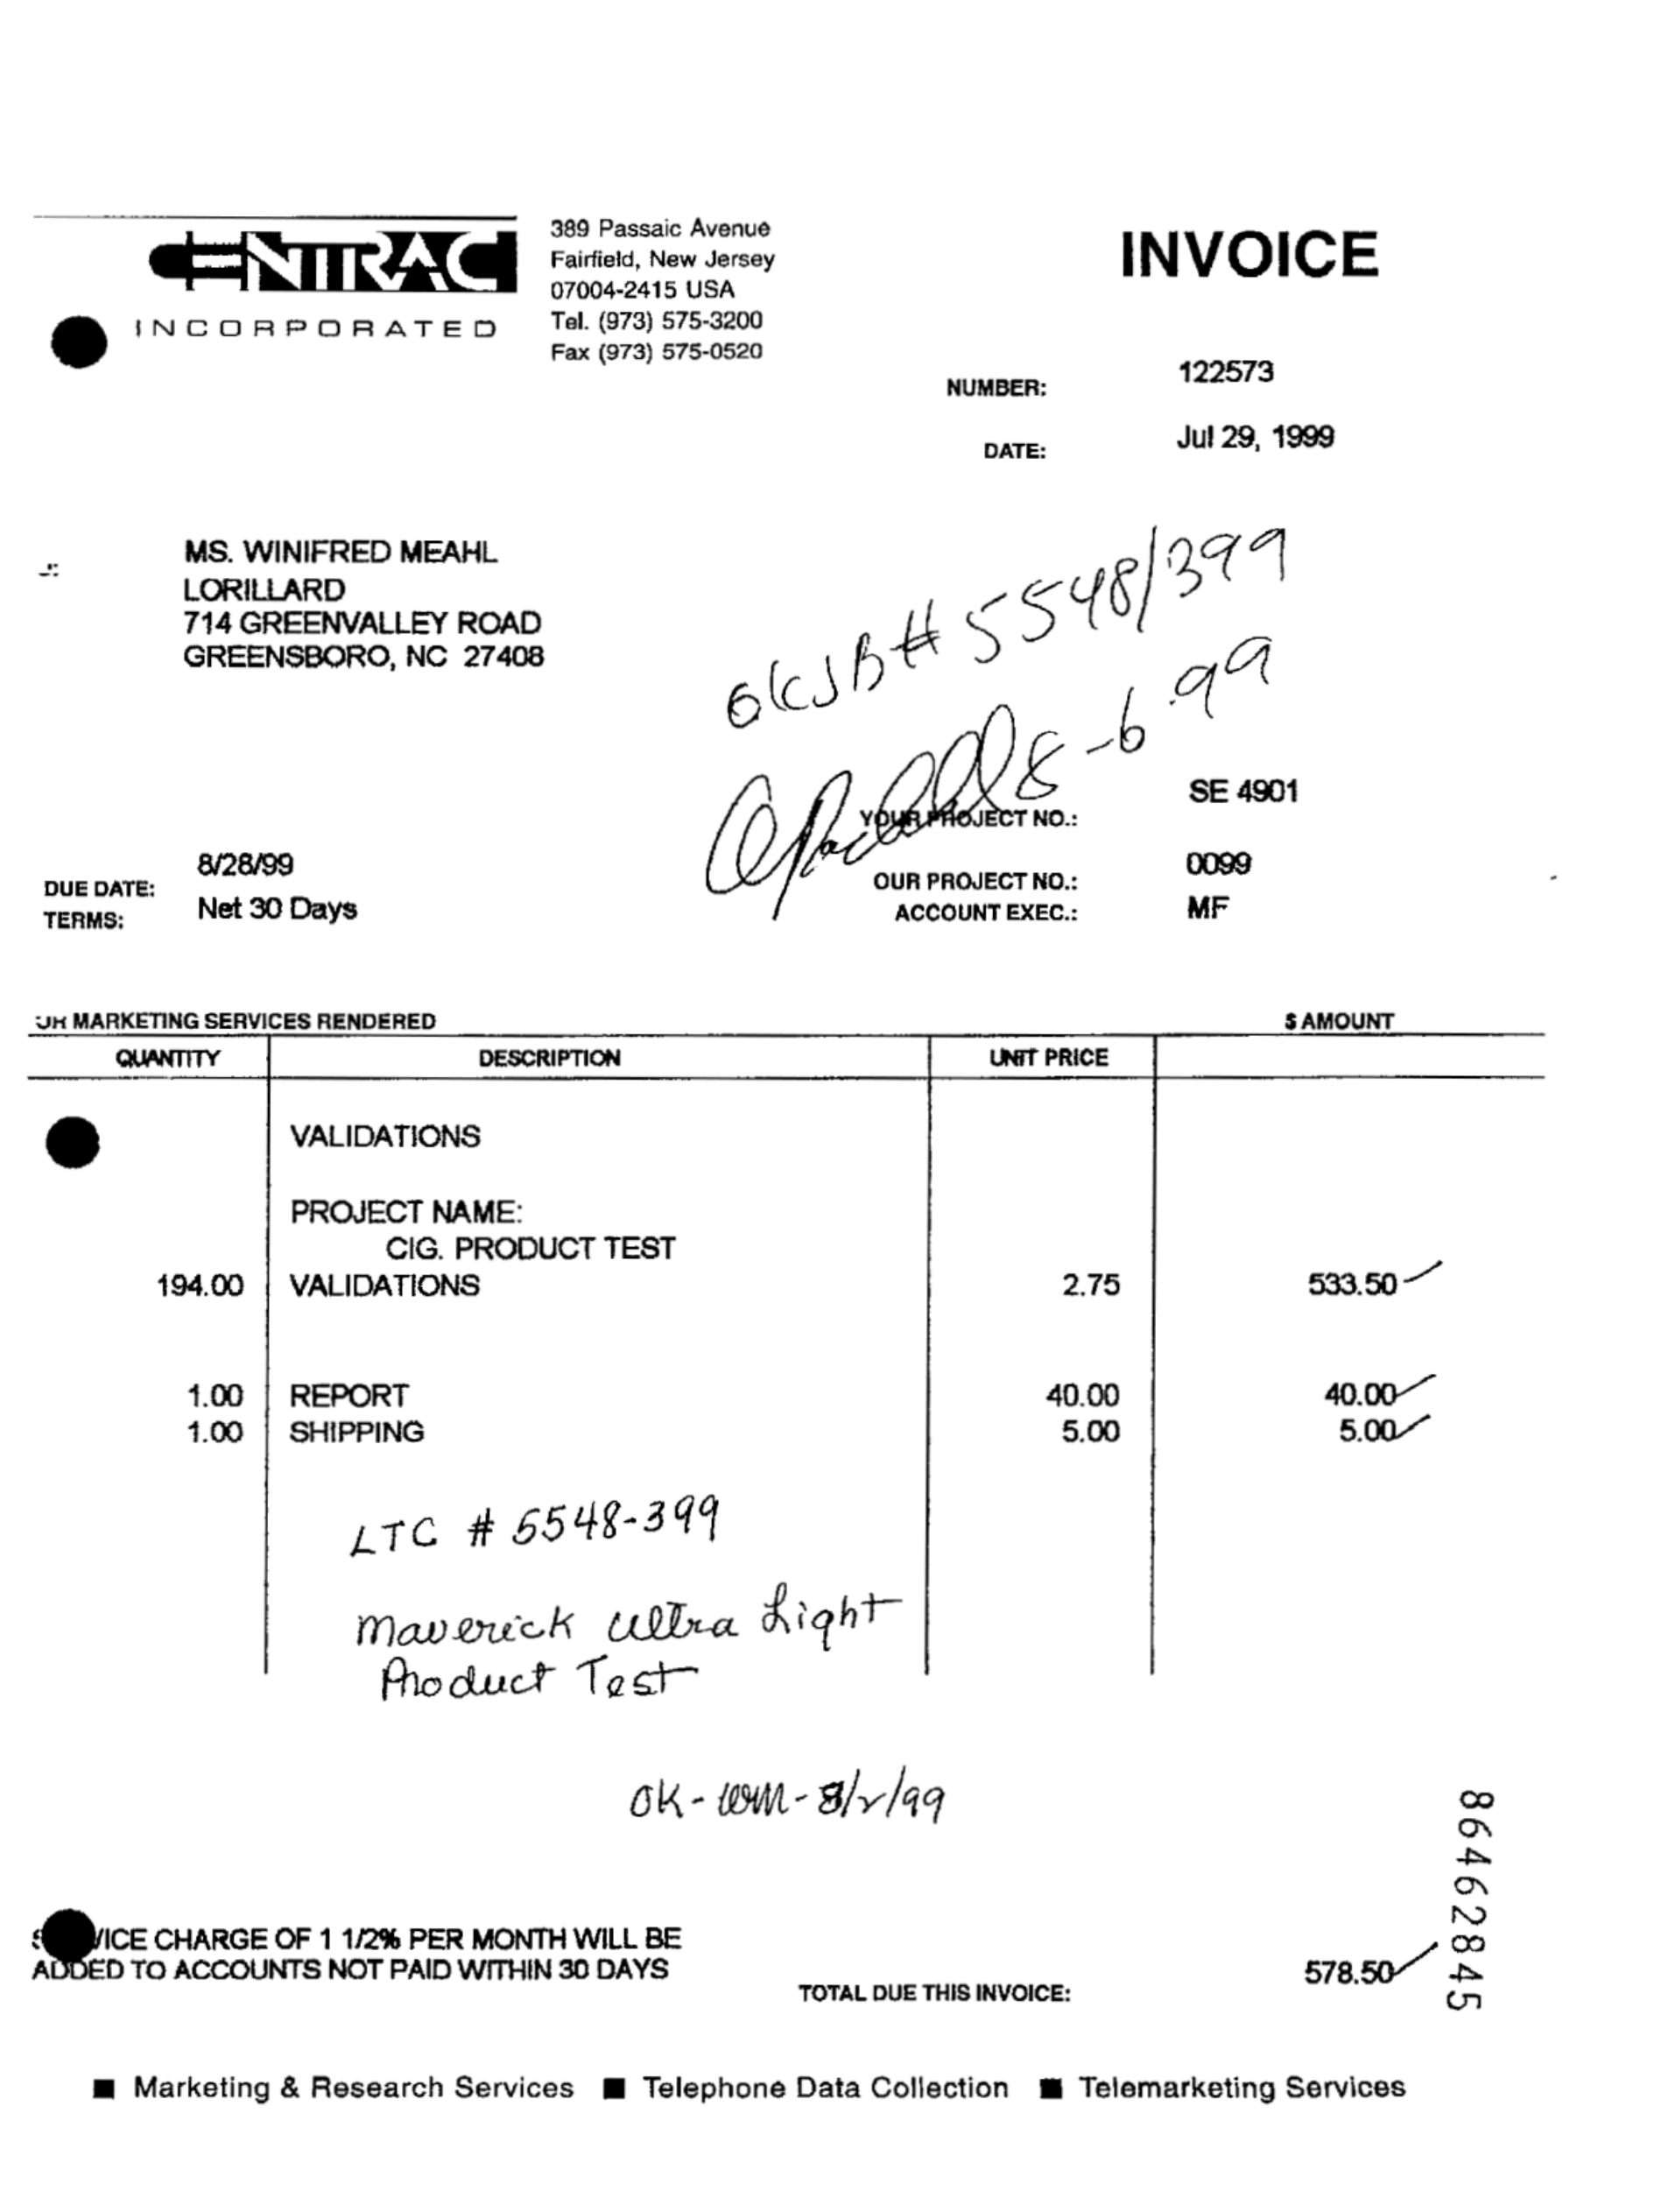 CENTRAC
INCORPORATED
389 Passaic Avenue
Fairfield, New Jersey
07004-2415 USA
Tel. (973) 575-3200
Fax (973) 575-0520
INVOICE
NUMBER: 122573
DATE: Jul 29, 1999
MS. WINIFRED MEAHL
LORILLARD
714 GREENVALLEY ROAD
GREENSBORO, NC 27408
# 5548/399
8-6-99
YOUR PROJECT NO.: SE 4901
DUE DATE: 8/28/99
OUR PROJECT NO.: 0099
TERMS: Net 30 Days
ACCOUNT EXEC.: MF
MARKETING SERVICES RENDERED $ AMOUNT
QUANTITY DESCRIPTION UNIT PRICE
VALIDATIONS
PROJECT NAME:
CIG. PRODUCT TEST
194.00 VALIDATIONS 2.75 533.50
1.00 REPORT 40.00 40.00
1.00 SHIPPING 5.00 5.00
LTC # 5548-399
Maverick Ultra Light
Product Test
OK-WM-8/2/99
86462845
VICE CHARGE OF 1 1/2% PER MONTH WILL BE
ADDED TO ACCOUNTS NOT PAID WITHIN 30 DAYS
TOTAL DUE THIS INVOICE: 578.50
■ Marketing & Research Services ■ Telephone Data Collection ■ Telemarketing Services